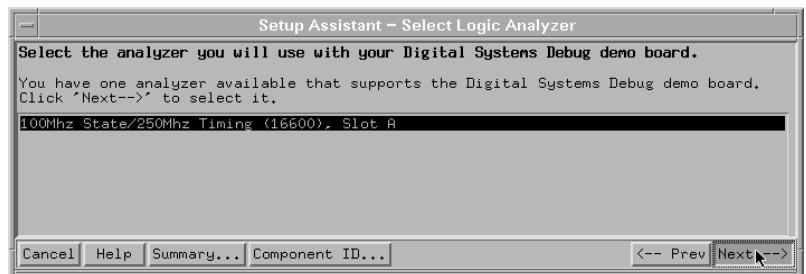 Setup Assistant – Select Logic Analyzer
Select the analyzer you will use with your Digital Systems Debug demo board.
You have one analyzer available that supports the Digital Systems Debug demo board.
Click 'Next-->' to select it.
100Mhz State/250Mhz Timing (16600), Slot A
Cancel Help Summary... Component ID... <-- Prev Next -->